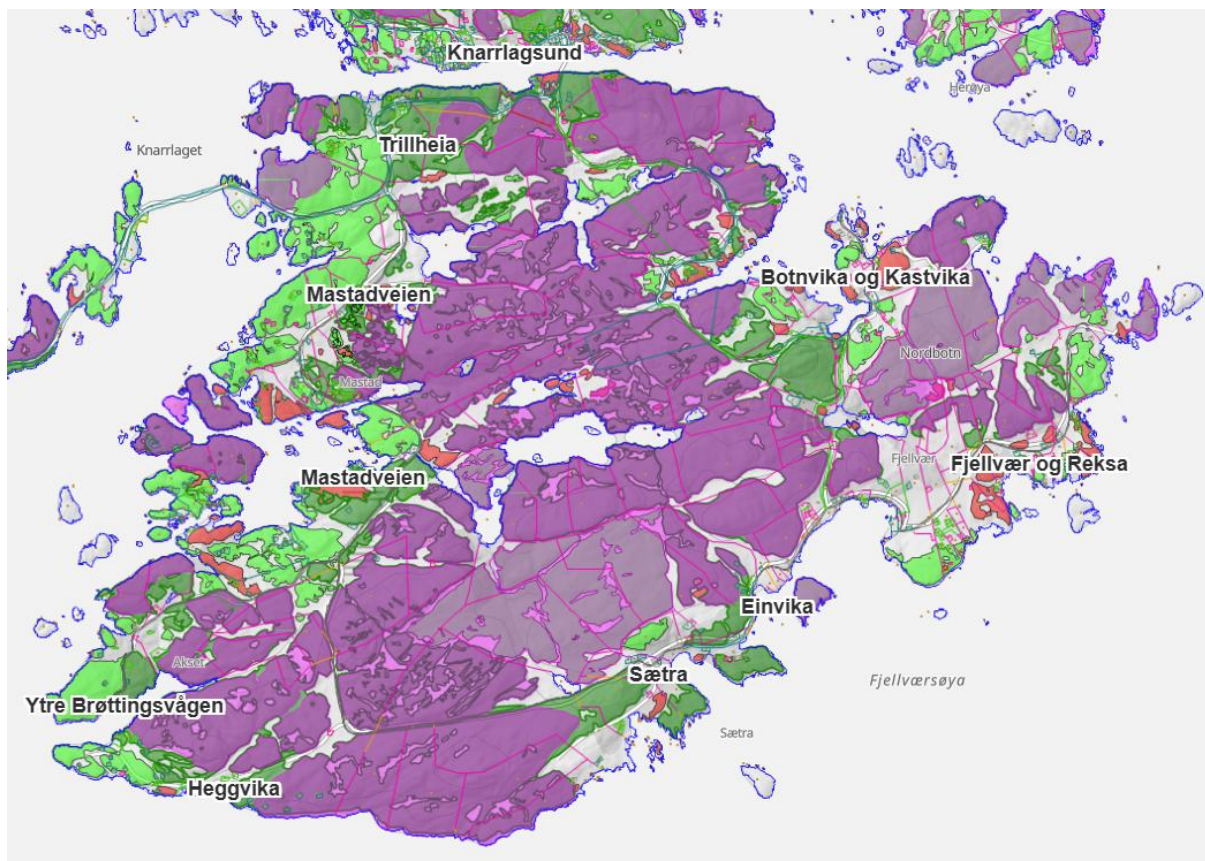 Knarrlagsund
Herøya
Trillheia
Knarrlaget
Botnvika og Kastvika
Mastadveien
Nordbotn
Mastad
Fjellvær
Fjellvær og Reksa
Mastadveien
Einvika
Akser
Sætra
Fjellværsøya
Ytre Brøttingsvågen
Sætra
Heggvika